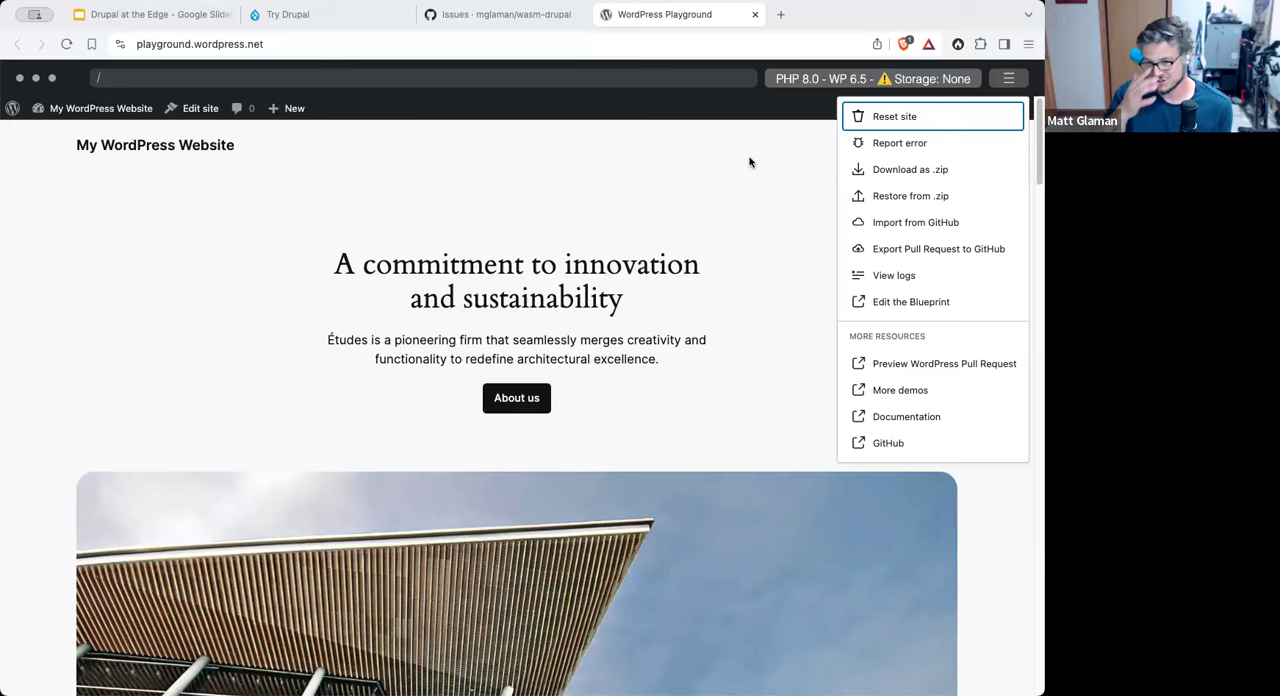 Drupal at the Edge - Google Slide
Try Drupal
Issues · mglaman/wasm-drupal
WordPress Playground
playground.wordpress.net
1
/
PHP 8.0 - WP 6.5 - ⚠️ Storage: None
My WordPress Website
Edit site
0
New
My WordPress Website
A commitment to innovation
and sustainability
Études is a pioneering firm that seamlessly merges creativity and
functionality to redefine architectural excellence.
About us
Reset site
Report error
Download as .zip
Restore from .zip
Import from GitHub
Export Pull Request to GitHub
View logs
Edit the Blueprint
MORE RESOURCES
Preview WordPress Pull Request
More demos
Documentation
GitHub
Matt Glaman